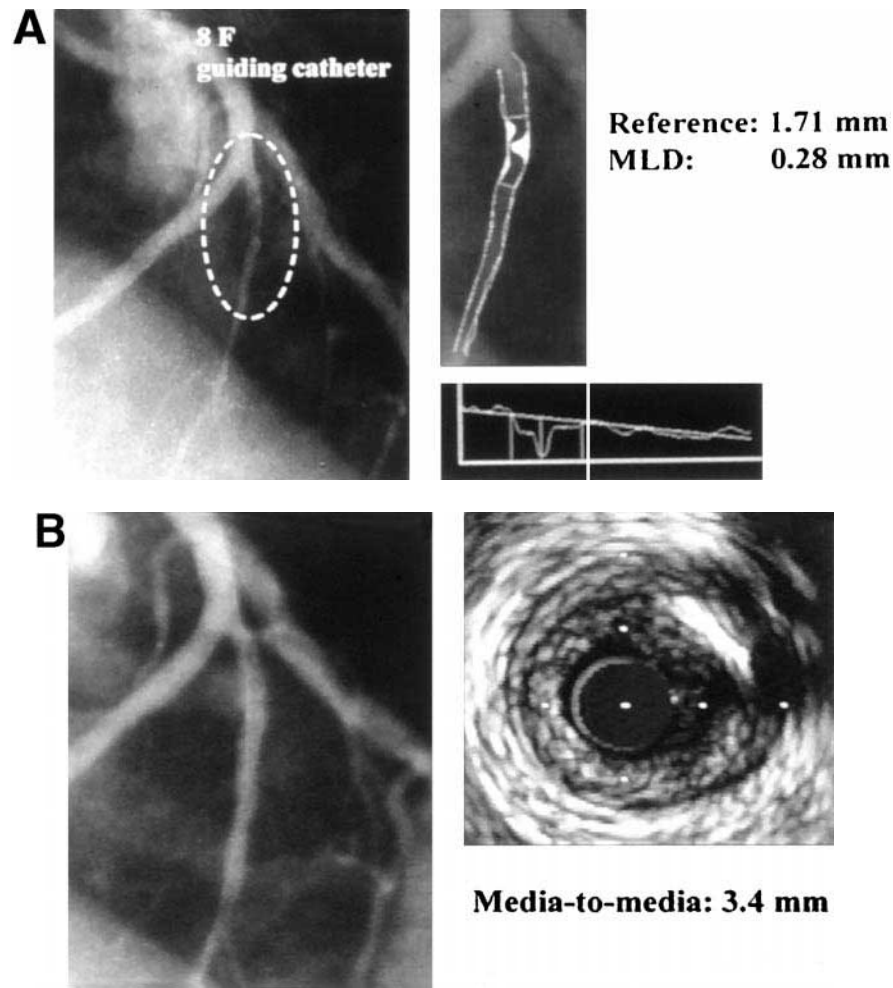 A
8 F
guiding catheter
Reference: 1.71 mm
MLD: 0.28 mm
B
Media-to-media: 3.4 mm